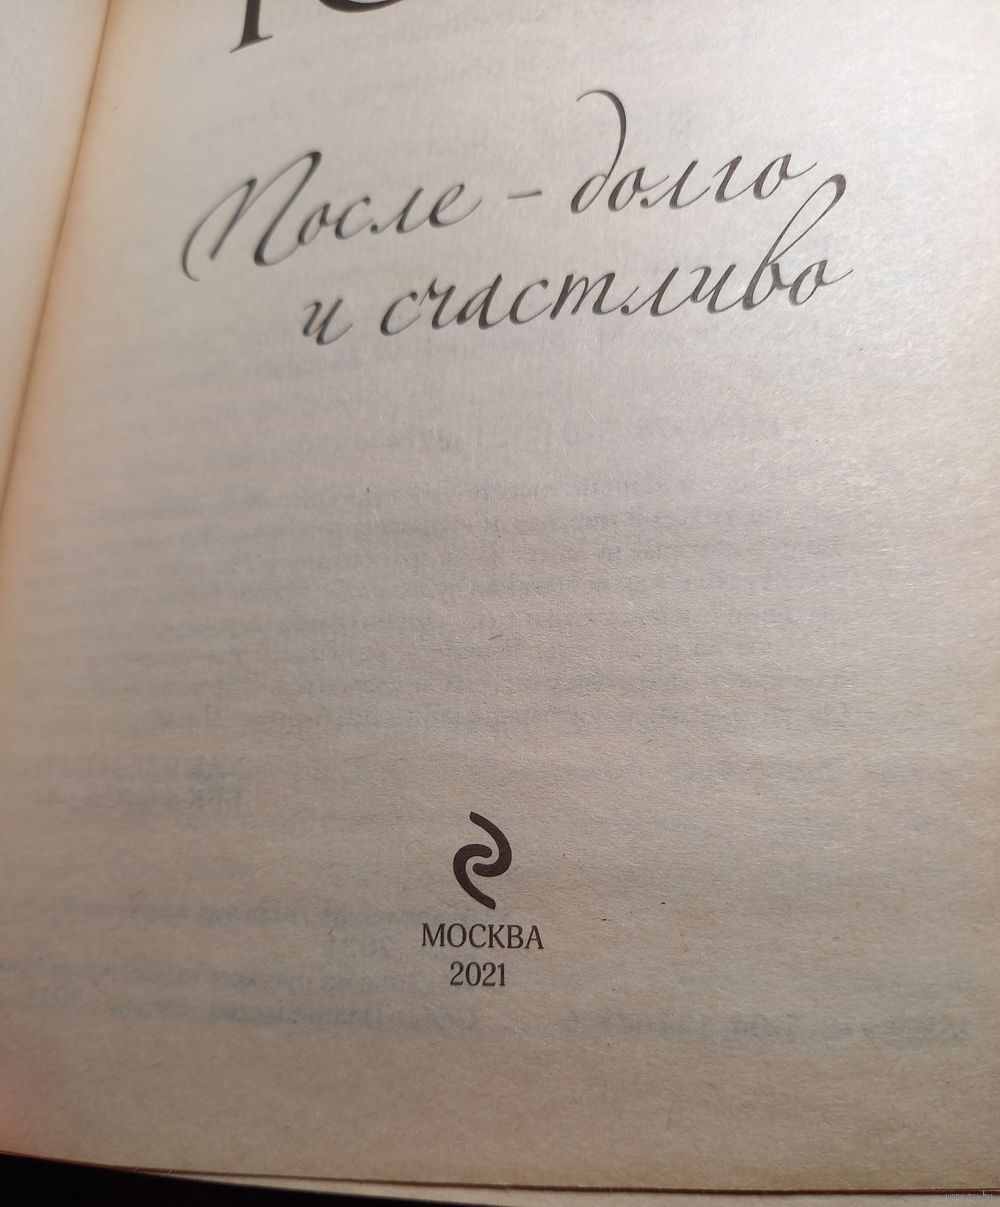 После – долго
и счастливо
МОСКВА
2021